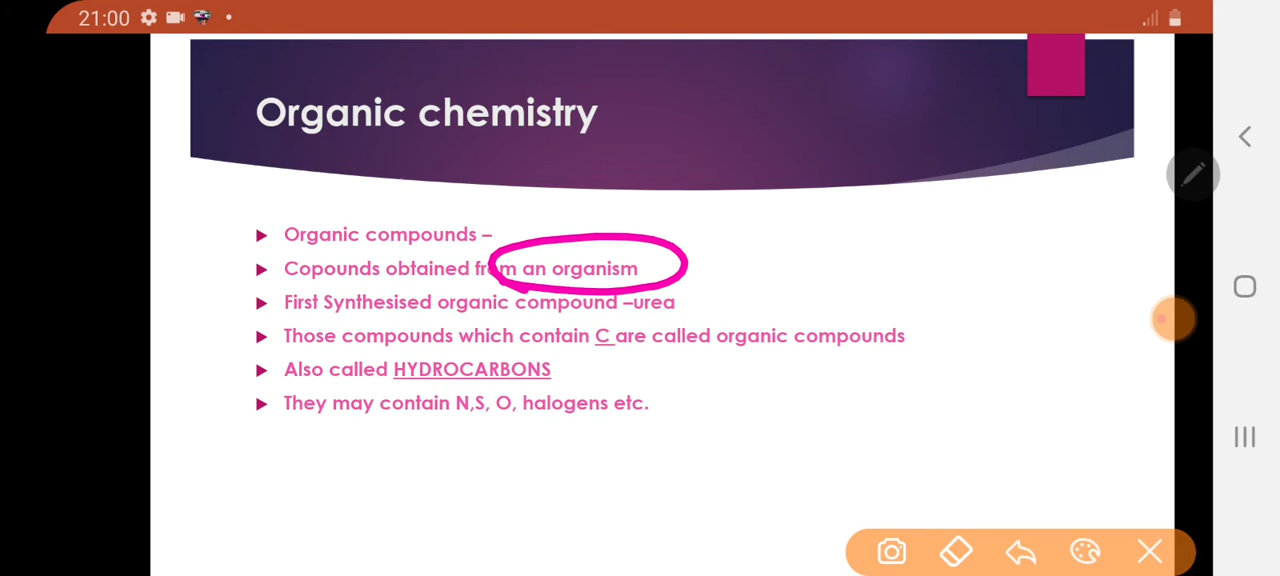 21:00
Organic chemistry
Organic compounds –
Copounds obtained from an organism
First Synthesised organic compound –urea
Those compounds which contain C are called organic compounds
Also called HYDROCARBONS
They may contain N,S, O, halogens etc.